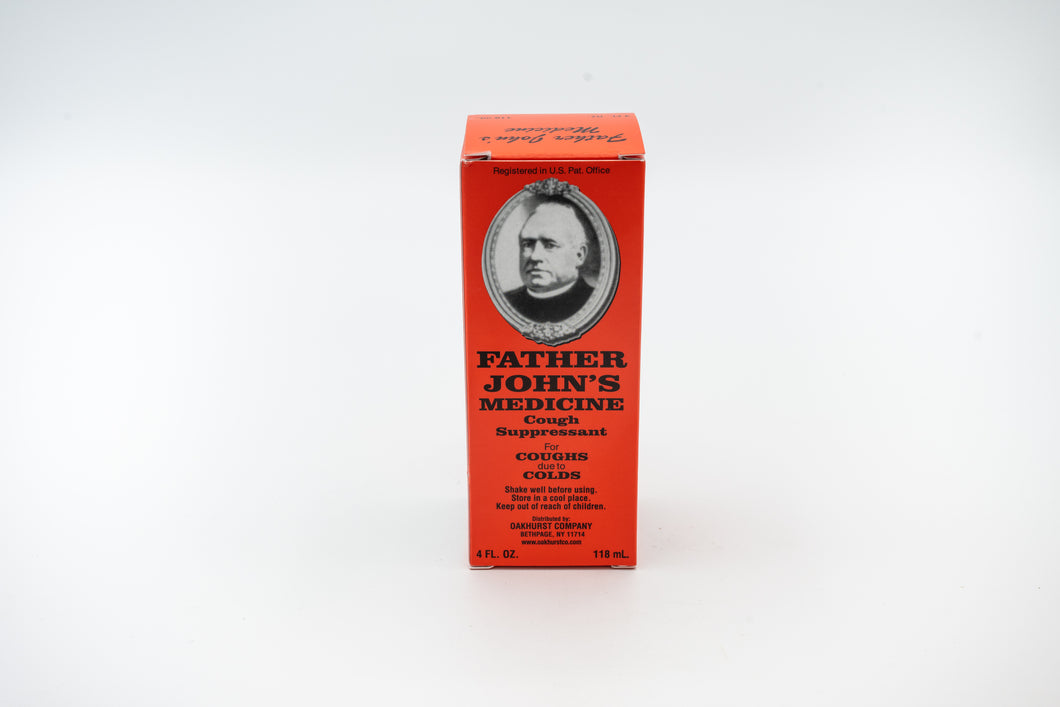 Father John's
Medicine
Registered in U.S. Pat. Office
FATHER
JOHN'S
MEDICINE
Cough
Suppressant
For
COUGHS
due to
COLDS
Shake well before using.
Store in a cool place.
Keep out of reach of children.
Distributed by:
OAKHURST COMPANY
BETHPAGE, NY 11714
www.oakhurstco.com
4 FL. OZ. 118 mL.